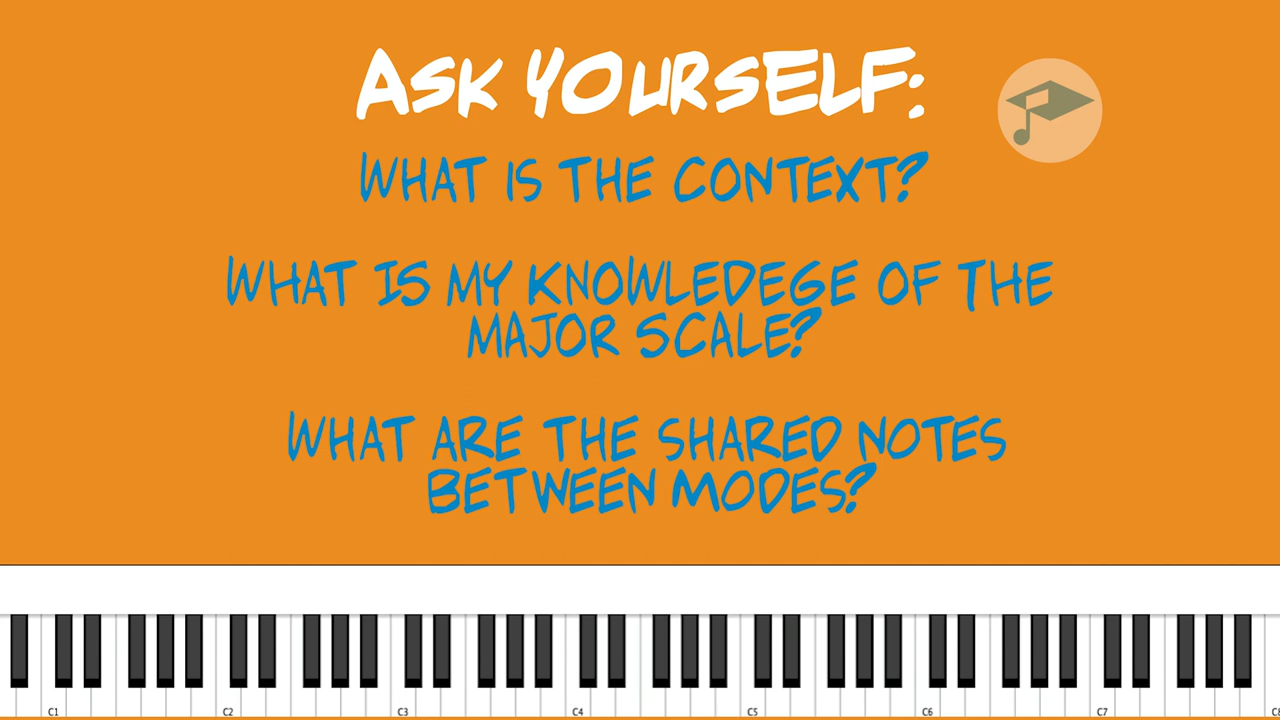 ASK YOURSELF:
WHAT IS THE CONTEXT?
WHAT IS MY KNOWLEDEGE OF THE
MAJOR SCALE?
WHAT ARE THE SHARED NOTES
BETWEEN MODES?
C1 C2 C3 C4 C5 C6 C7 C8